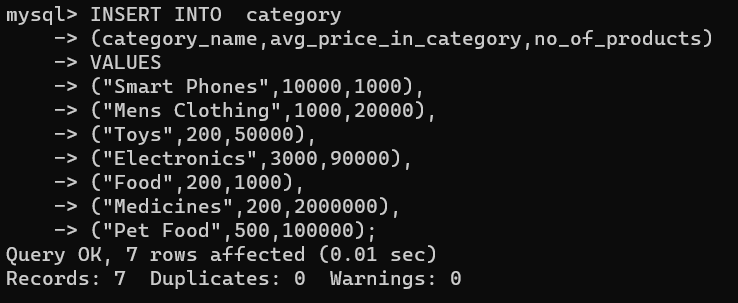 mysql> INSERT INTO  category
    -> (category_name,avg_price_in_category,no_of_products)
    -> VALUES
    -> ("Smart Phones",10000,1000),
    -> ("Mens Clothing",1000,20000),
    -> ("Toys",200,50000),
    -> ("Electronics",3000,90000),
    -> ("Food",200,1000),
    -> ("Medicines",200,2000000),
    -> ("Pet Food",500,100000);
Query OK, 7 rows affected (0.01 sec)
Records: 7  Duplicates: 0  Warnings: 0